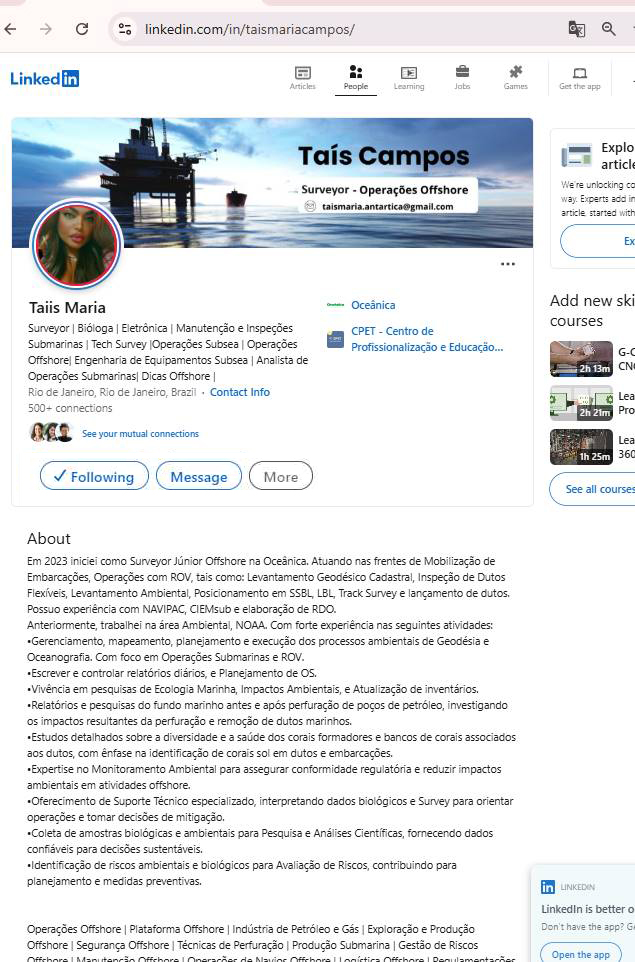 linkedin.com/in/taismariacampos/
Linked in
Articles
People
Learning
Jobs
Games
Get the app
Taís Campos
Surveyor - Operações Offshore
taismaria.antartica@gmail.com
Taiis Maria
Surveyor | Bióloga | Eletrônica | Manutenção e Inspeções
Submarinas | Tech Survey |Operações Subsea | Operações
Offshore| Engenharia de Equipamentos Subsea | Analista de
Operações Submarinas| Dicas Offshore |
Rio de Janeiro, Rio de Janeiro, Brazil · Contact Info
500+ connections
See your mutual connections
Oceânica
CPET - Centro de
Profissionalização e Educação...
Following
Message
More
About
Em 2023 iniciei como Surveyor Júnior Offshore na Oceânica. Atuando nas frentes de Mobilização de
Embarcações, Operações com ROV, tais como: Levantamento Geodésico Cadastral, Inspeção de Dutos
Flexíveis, Levantamento Ambiental, Posicionamento em SSBL, LBL, Track Survey e lançamento de dutos.
Possuo experiência com NAVIPAC, CIEMsub e elaboração de RDO.
Anteriormente, trabalhei na área Ambiental, NOAA. Com forte experiência nas seguintes atividades:
•Gerenciamento, mapeamento, planejamento e execução dos processos ambientais de Geodésia e
Oceanografia. Com foco em Operações Submarinas e ROV.
•Escrever e controlar relatórios diários, e Planejamento de OS.
•Vivência em pesquisas de Ecologia Marinha, Impactos Ambientais, e Atualização de inventários.
•Relatórios e pesquisas do fundo marinho antes e após perfuração de poços de petróleo, investigando
os impactos resultantes da perfuração e remoção de dutos marinhos.
•Estudos detalhados sobre a diversidade e a saúde dos corais formadores e bancos de corais associados
aos dutos, com ênfase na identificação de corais sol em dutos e embarcações.
•Expertise no Monitoramento Ambiental para assegurar conformidade regulatória e reduzir impactos
ambientais em atividades offshore.
•Oferecimento de Suporte Técnico especializado, interpretando dados biológicos e Survey para orientar
operações e tomar decisões de mitigação.
•Coleta de amostras biológicas e ambientais para Pesquisa e Análises Científicas, fornecendo dados
confiáveis para decisões sustentáveis.
•Identificação de riscos ambientais e biológicos para Avaliação de Riscos, contribuindo para
planejamento e medidas preventivas.
Operações Offshore | Plataforma Offshore | Indústria de Petróleo e Gás | Exploração e Produção
Offshore | Segurança Offshore | Técnicas de Perfuração | Produção Submarina | Gestão de Riscos
Offshore | Manutenção Offshore | Operações de Navios Offshore | Logística Offshore | Regulamentações
Explo
article
We're unlocking co
way. Experts add in
article, started with
Ex
Add new ski
courses
2h 13m
G-C
CNC
2h 21m
Lea
Pro
1h 25m
Lea
360
See all courses
LINKEDIN
LinkedIn is better o
Don't have the app? Ge
Open the app